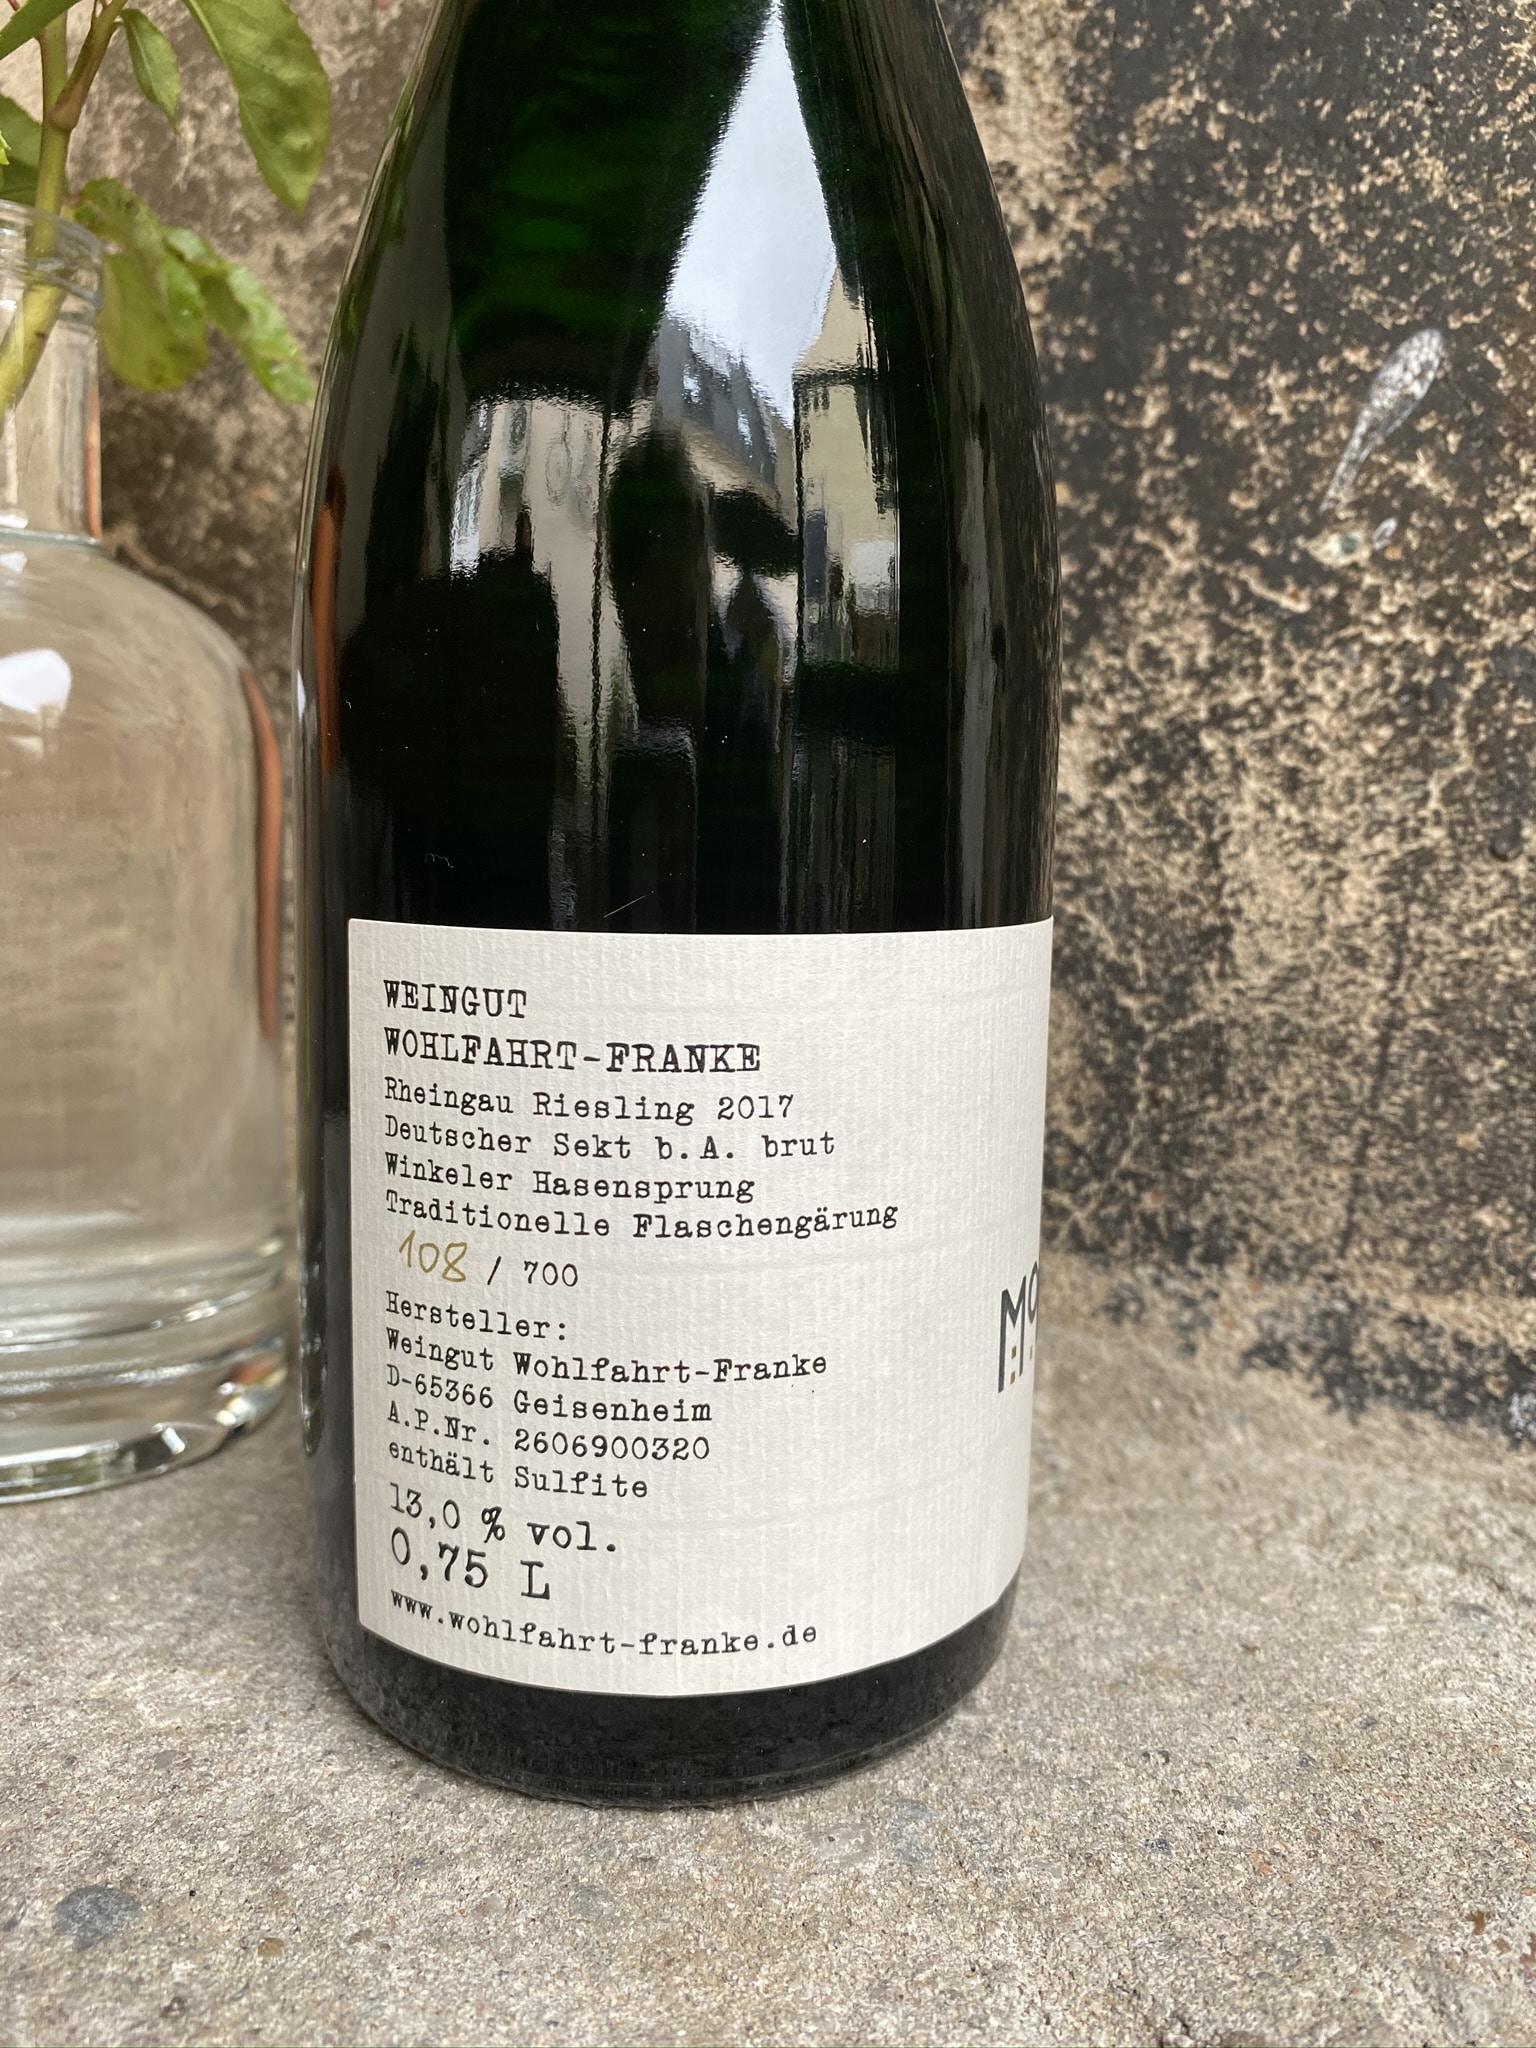 WEINGUT
WOHLFAHRT-FRANKE
Rheingau Riesling 2017
Deutscher Sekt b.A. brut
Winkeler Hasensprung
Traditionelle Flaschengärung
108 / 700
Hersteller:
Weingut Wohlfahrt-Franke
D-65366 Geisenheim
A.P.Nr. 2606900320
enthält Sulfite
13,0 % vol.
0,75 L
www.wohlfahrt-franke.de